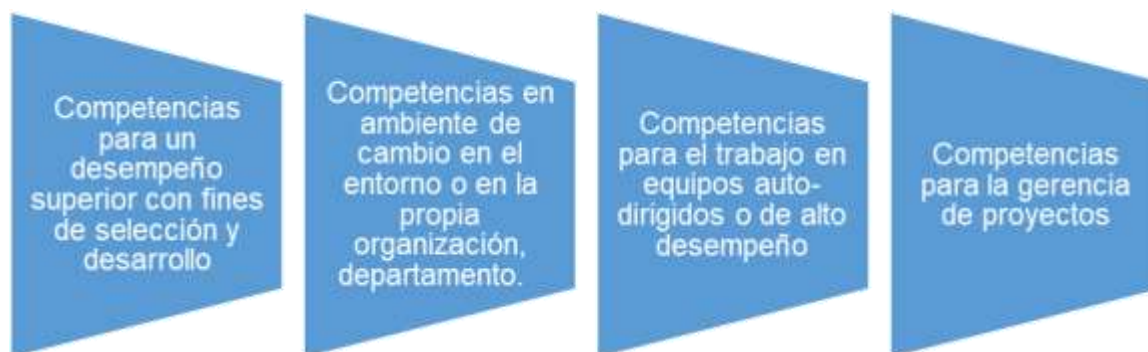 Competencias
para un
desempeño
superior con fines
de selección y
desarrollo
Competencias en
ambiente de
cambio en el
entorno o en la
propia
organización,
departamento.
Competencias
para el trabajo en
equipos auto-
dirigidos o de alto
desempeño
Competencias
para la gerencia
de proyectos